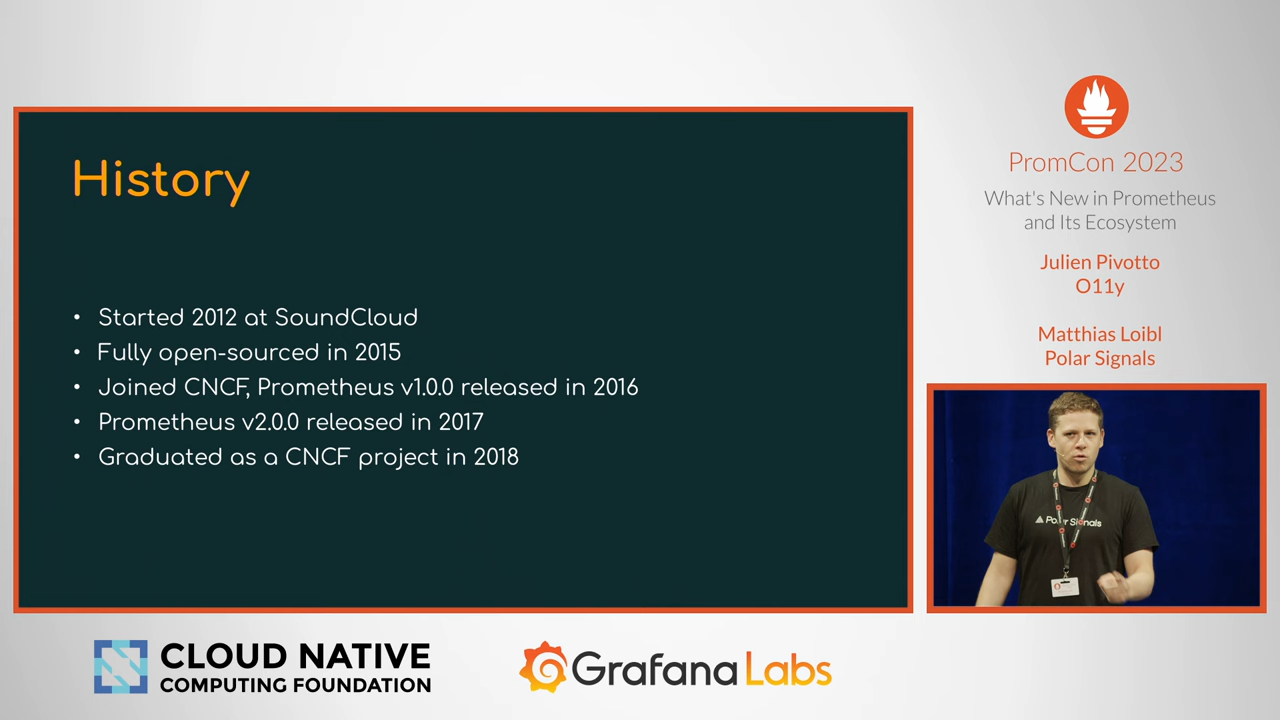 History
• Started 2012 at SoundCloud
• Fully open-sourced in 2015
• Joined CNCF, Prometheus v1.0.0 released in 2016
• Prometheus v2.0.0 released in 2017
• Graduated as a CNCF project in 2018
PromCon 2023
What's New in Prometheus
and Its Ecosystem
Julien Pivotto
O11y
Matthias Loibl
Polar Signals
Polar Signals
CLOUD NATIVE
COMPUTING FOUNDATION
Grafana Labs